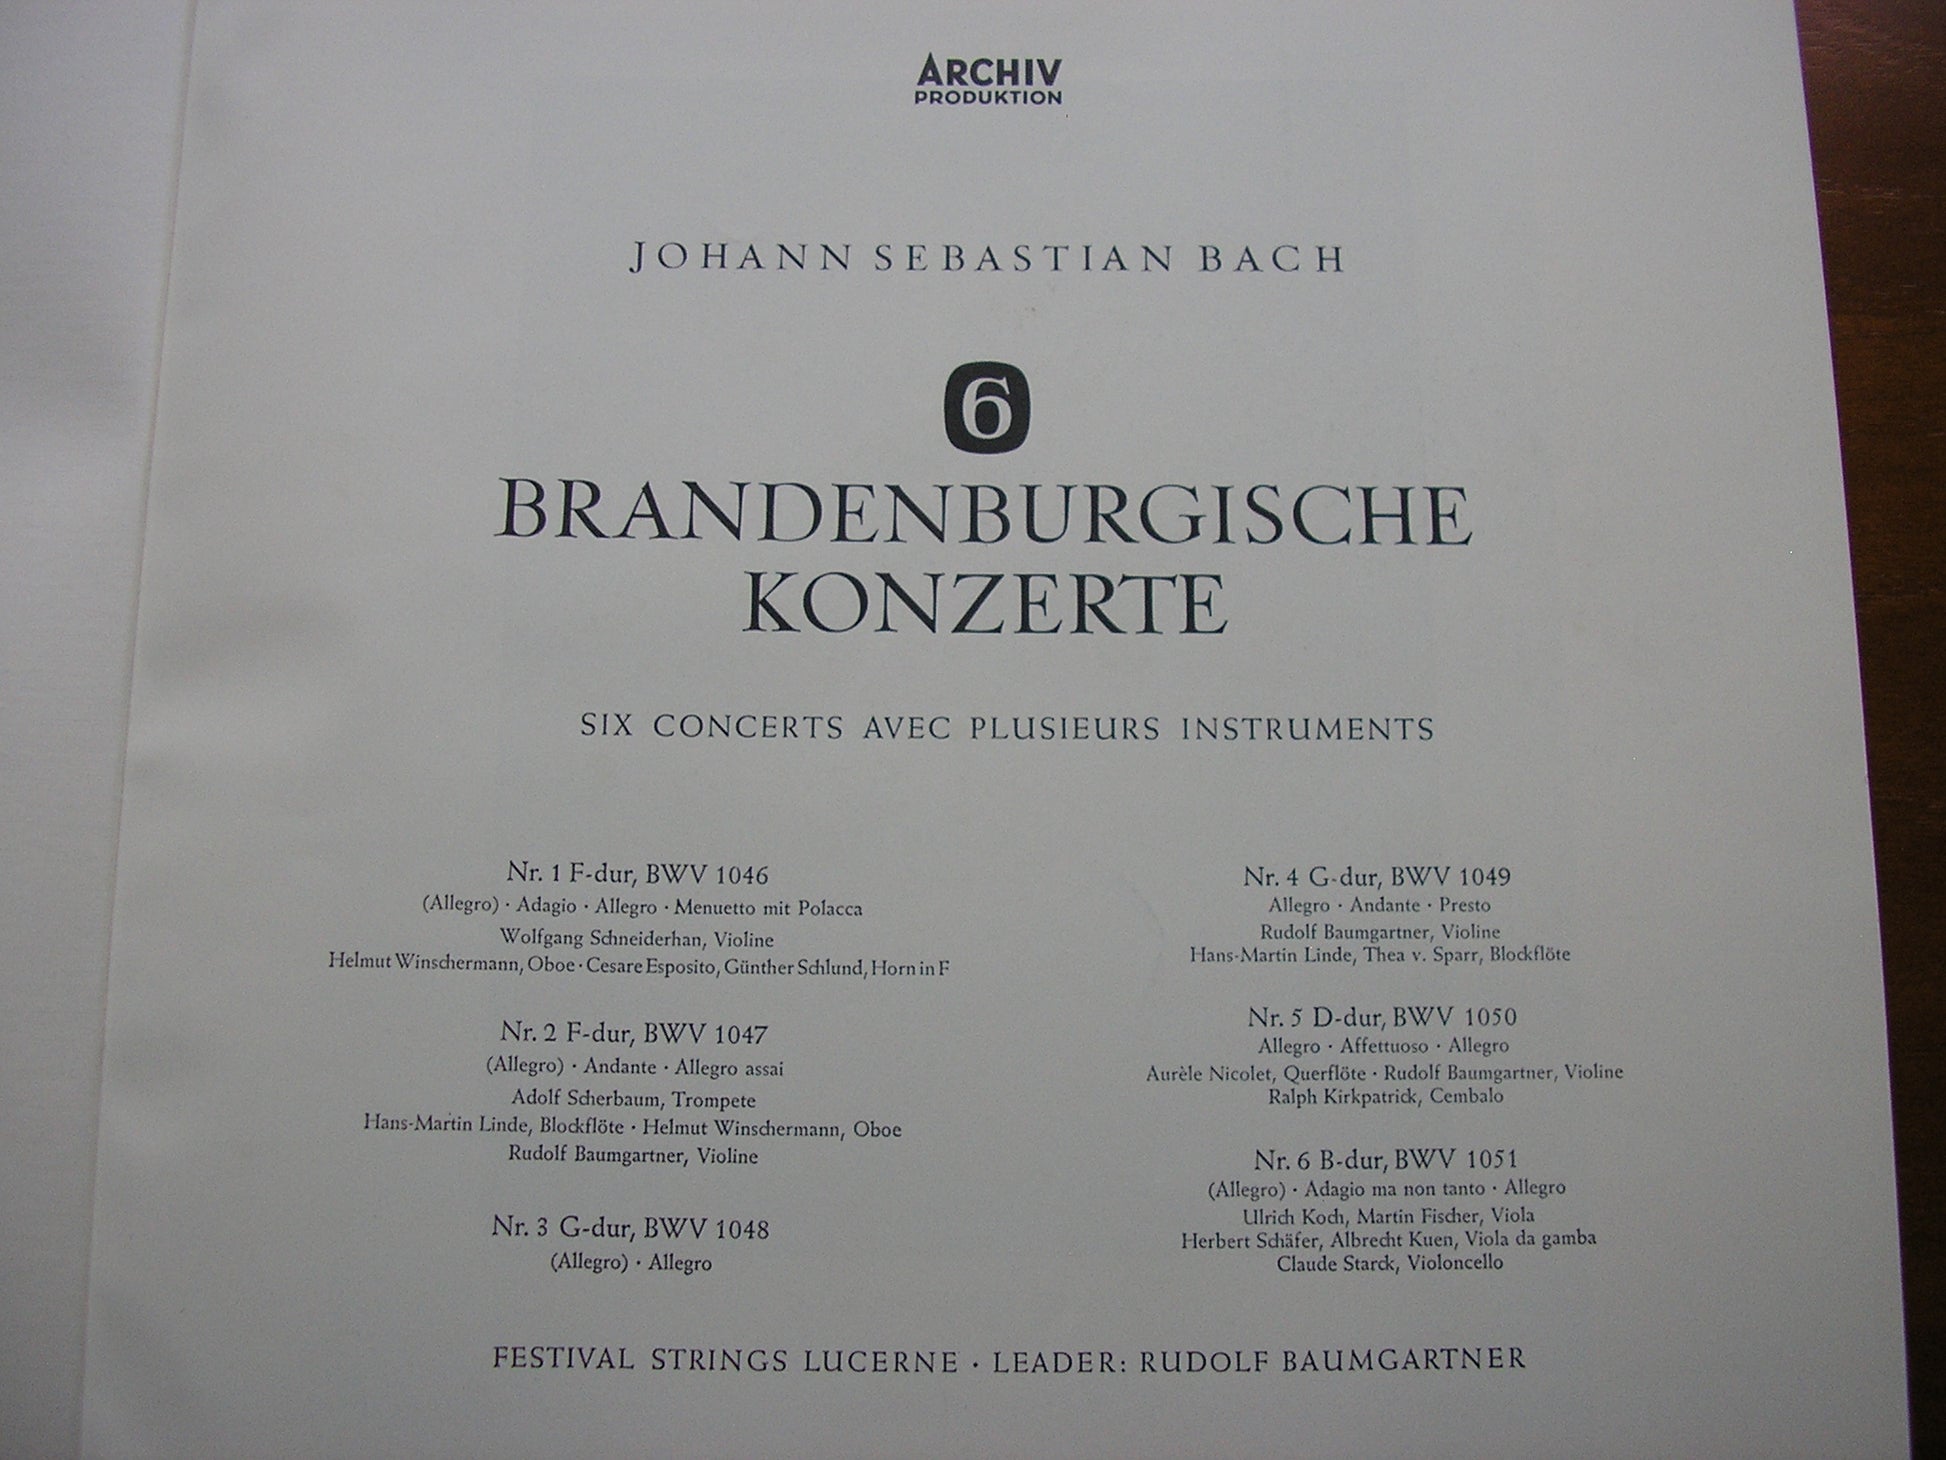 ARCHIV
PRODUKTION
JOHANN SEBASTIAN BACH
6
BRANDENBURGISCHE
KONZERTE
SIX CONCERTS AVEC PLUSIEURS INSTRUMENTS
Nr. 1 F-dur, BWV 1046
(Allegro) · Adagio · Allegro · Menuetto mit Polacca
Wolfgang Schneiderhan, Violine
Helmut Winschermann, Oboe · Cesare Esposito, Günther Schlund, Horn in F
Nr. 2 F-dur, BWV 1047
(Allegro) · Andante · Allegro assai
Adolf Scherbaum, Trompete
Hans-Martin Linde, Blockflöte · Helmut Winschermann, Oboe
Rudolf Baumgartner, Violine
Nr. 3 G-dur, BWV 1048
(Allegro) · Allegro
Nr. 4 G-dur, BWV 1049
Allegro · Andante · Presto
Rudolf Baumgartner, Violine
Hans-Martin Linde, Thea v. Sparr, Blockflöte
Nr. 5 D-dur, BWV 1050
Allegro · Affettuoso · Allegro
Aurèle Nicolet, Querflöte · Rudolf Baumgartner, Violine
Ralph Kirkpatrick, Cembalo
Nr. 6 B-dur, BWV 1051
(Allegro) · Adagio ma non tanto · Allegro
Ulrich Koch, Martin Fischer, Viola
Herbert Schäfer, Albrecht Kuen, Viola da gamba
Claude Starck, Violoncello
FESTIVAL STRINGS LUCERNE · LEADER: RUDOLF BAUMGARTNER